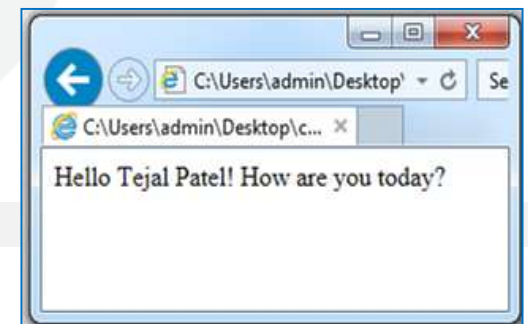 C:\Users\admin\Desktop\
Se
C:\Users\admin\Desktop\c...
Hello Tejal Patel! How are you today?